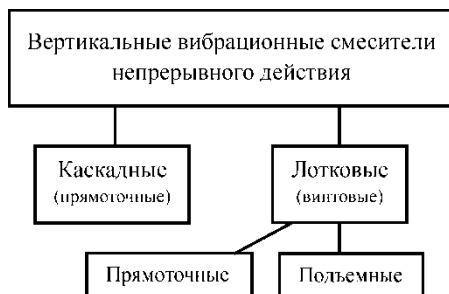 Вертикальные вибрационные смесители
непрерывного действия
Каскадные
(прямоточные)
Лотковые
(винтовые)
Прямоточные
Подъемные